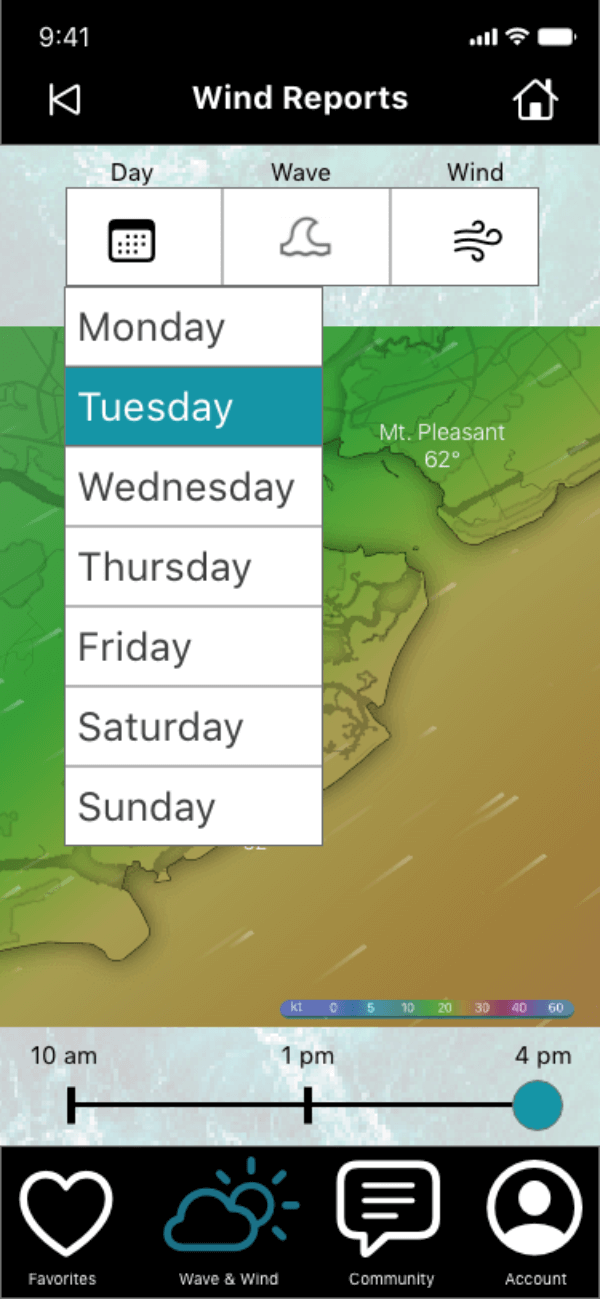 9:41
Wind Reports
Day Wave Wind
Monday
Tuesday
Wednesday
Thursday
Friday
Saturday
Sunday
Mt. Pleasant
62°
kt 0 5 10 20 30 40 60
10 am 1 pm 4 pm
Favorites Wave & Wind Community Account